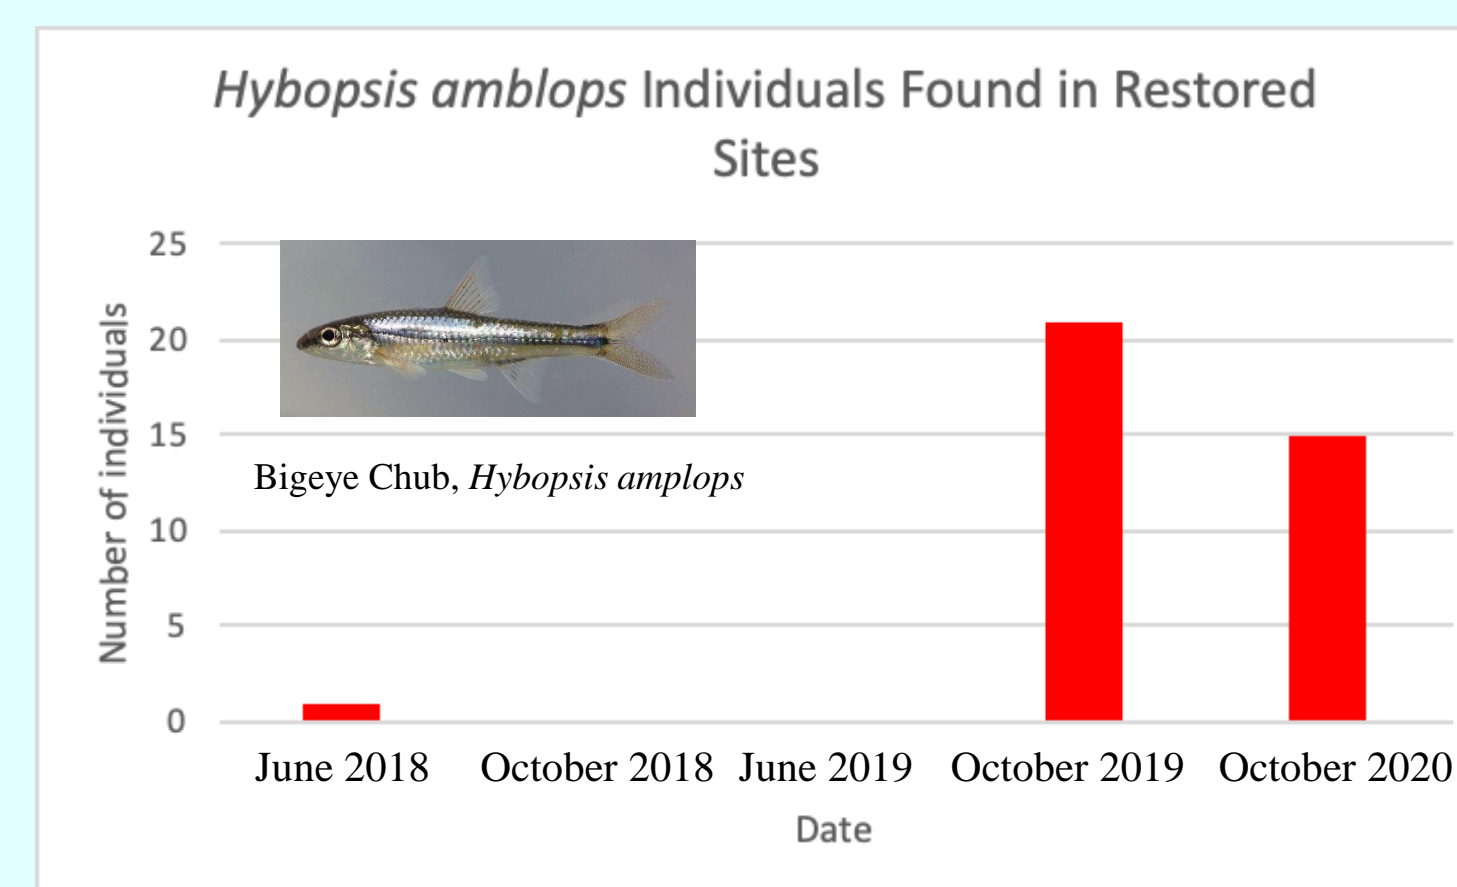 Hybopsis amblops Individuals Found in Restored
Sites
25
20
15
10
5
0
Number of individuals
Bigeye Chub, Hybopsis amplops
June 2018 October 2018 June 2019 October 2019 October 2020
Date